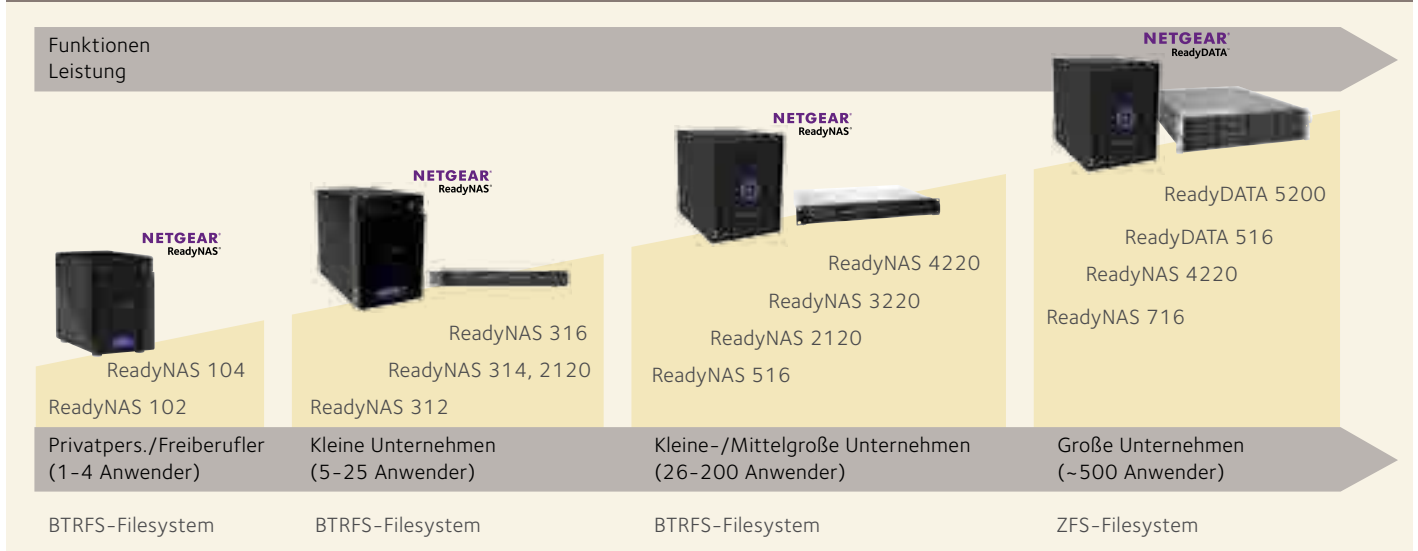 Funktionen
Leistung
NETGEAR®
ReadyDATA®
NETGEAR®
ReadyNAS®
NETGEAR®
ReadyNAS®
NETGEAR®
ReadyNAS®
ReadyNAS 104
ReadyNAS 102
ReadyNAS 316
ReadyNAS 314, 2120
ReadyNAS 312
ReadyNAS 4220
ReadyNAS 3220
ReadyNAS 2120
ReadyNAS 516
ReadyDATA 5200
ReadyDATA 516
ReadyNAS 4220
ReadyNAS 716
Privatpers./Freiberufler
(1-4 Anwender)
Kleine Unternehmen
(5-25 Anwender)
Kleine-/Mittelgroße Unternehmen
(26-200 Anwender)
Große Unternehmen
(~500 Anwender)
BTRFS-Filesystem
BTRFS-Filesystem
BTRFS-Filesystem
ZFS-Filesystem